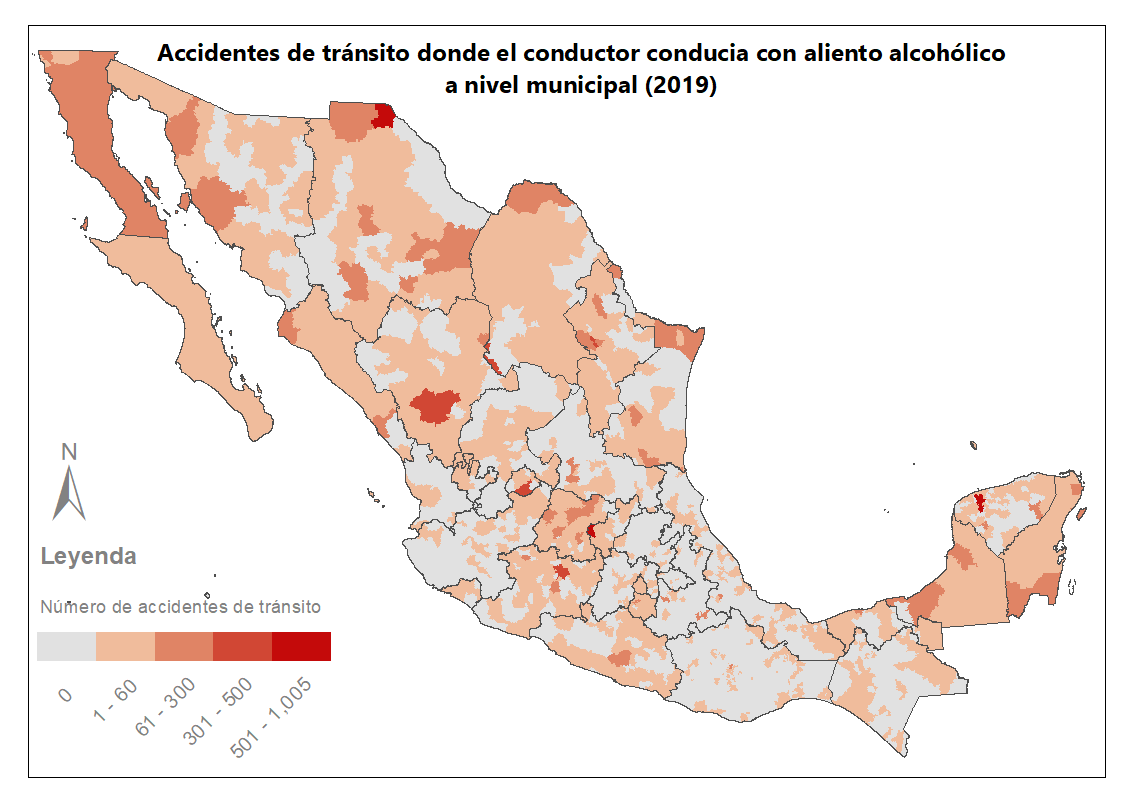 Accidentes de tránsito donde el conductor conducia con aliento alcohólico
a nivel municipal (2019)
N
Leyenda
Número de accidentes de tránsito
0
1 - 60
61 - 300
301 - 500
501 - 1,005